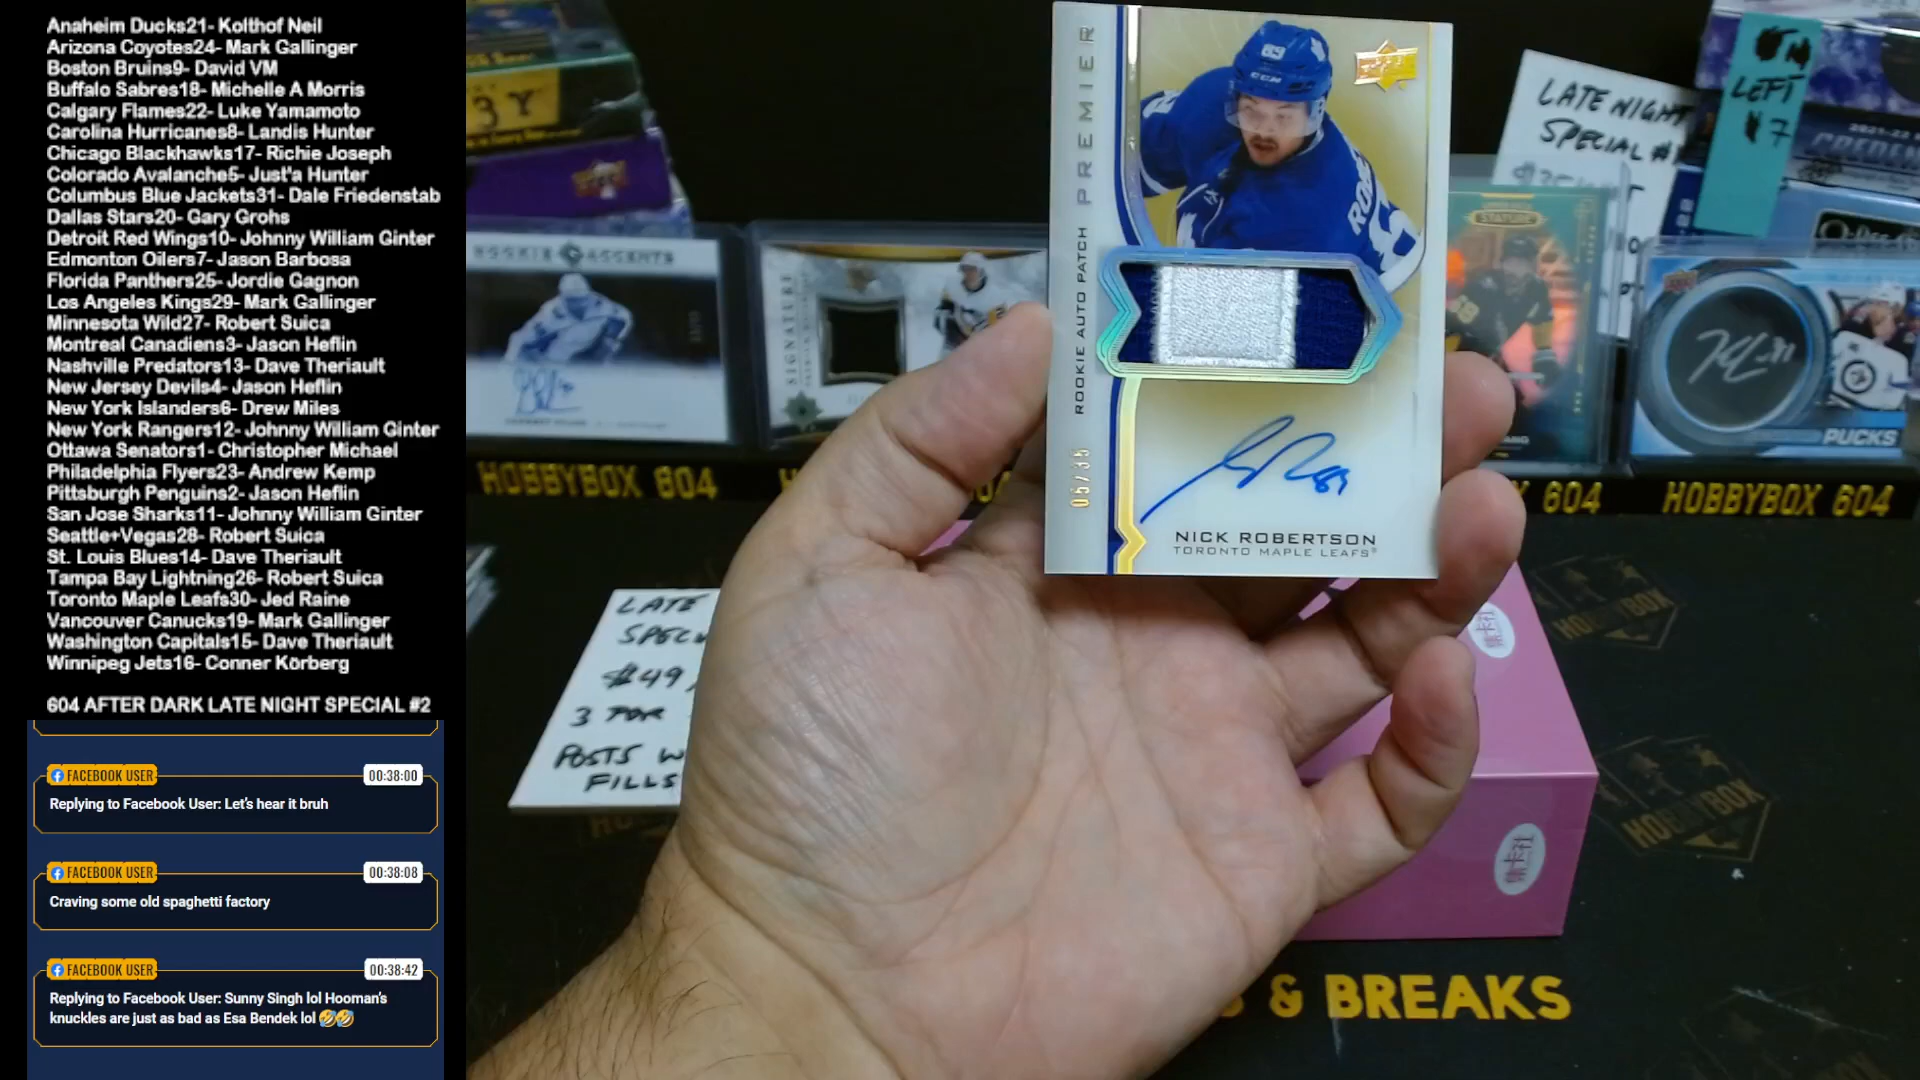 Anaheim Ducks21- Kolthof Neil
Arizona Coyotes24- Mark Gallinger
Boston Bruins9- David VM
Buffalo Sabres18- Michelle A Morris
Calgary Flames22- Luke Yamamoto
Carolina Hurricanes8- Landis Hunter
Chicago Blackhawks17- Richie Joseph
Colorado Avalanche5- Just'a Hunter
Columbus Blue Jackets31- Dale Friedenstab
Dallas Stars20- Gary Grohs
Detroit Red Wings10- Johnny William Ginter
Edmonton Oilers7- Jason Barbosa
Florida Panthers25- Jordie Gagnon
Los Angeles Kings29- Mark Gallinger
Minnesota Wild27- Robert Suica
Montreal Canadiens3- Jason Heflin
Nashville Predators13- Dave Theriault
New Jersey Devils4- Jason Heflin
New York Islanders6- Drew Miles
New York Rangers12- Johnny William Ginter
Ottawa Senators1- Christopher Michael
Philadelphia Flyers23- Andrew Kemp
Pittsburgh Penguins2- Jason Heflin
San Jose Sharks11- Johnny William Ginter
Seattle+Vegas28- Robert Suica
St. Louis Blues14- Dave Theriault
Tampa Bay Lightning26- Robert Suica
Toronto Maple Leafs30- Jed Raine
Vancouver Canucks19- Mark Gallinger
Washington Capitals15- Dave Theriault
Winnipeg Jets16- Conner Körberg
604 AFTER DARK LATE NIGHT SPECIAL #2
FACEBOOK USER 00:38:00
Replying to Facebook User: Let's hear it bruh
FACEBOOK USER 00:38:08
Craving some old spaghetti factory
FACEBOOK USER 00:38:42
Replying to Facebook User: Sunny Singh lol Hooman's
knuckles are just as bad as Esa Bendek lol 🤣🤣
PREMIER
ROOKIE AUTO PATCH
05/35
89
CCM
NICK ROBERTSON
TORONTO MAPLE LEAFS
ROOKIE ACCENTS
SIGNATURE
STATURE
PUCKS
LATE NIGHT
SPECIAL #1
LEFT
HOBBYBOX 604
604
HOBBYBOX 604
LATE
$49
3 FOR
POSTS W
FILLS
HOBBYBOX
HOBBYBOX
& BREAKS